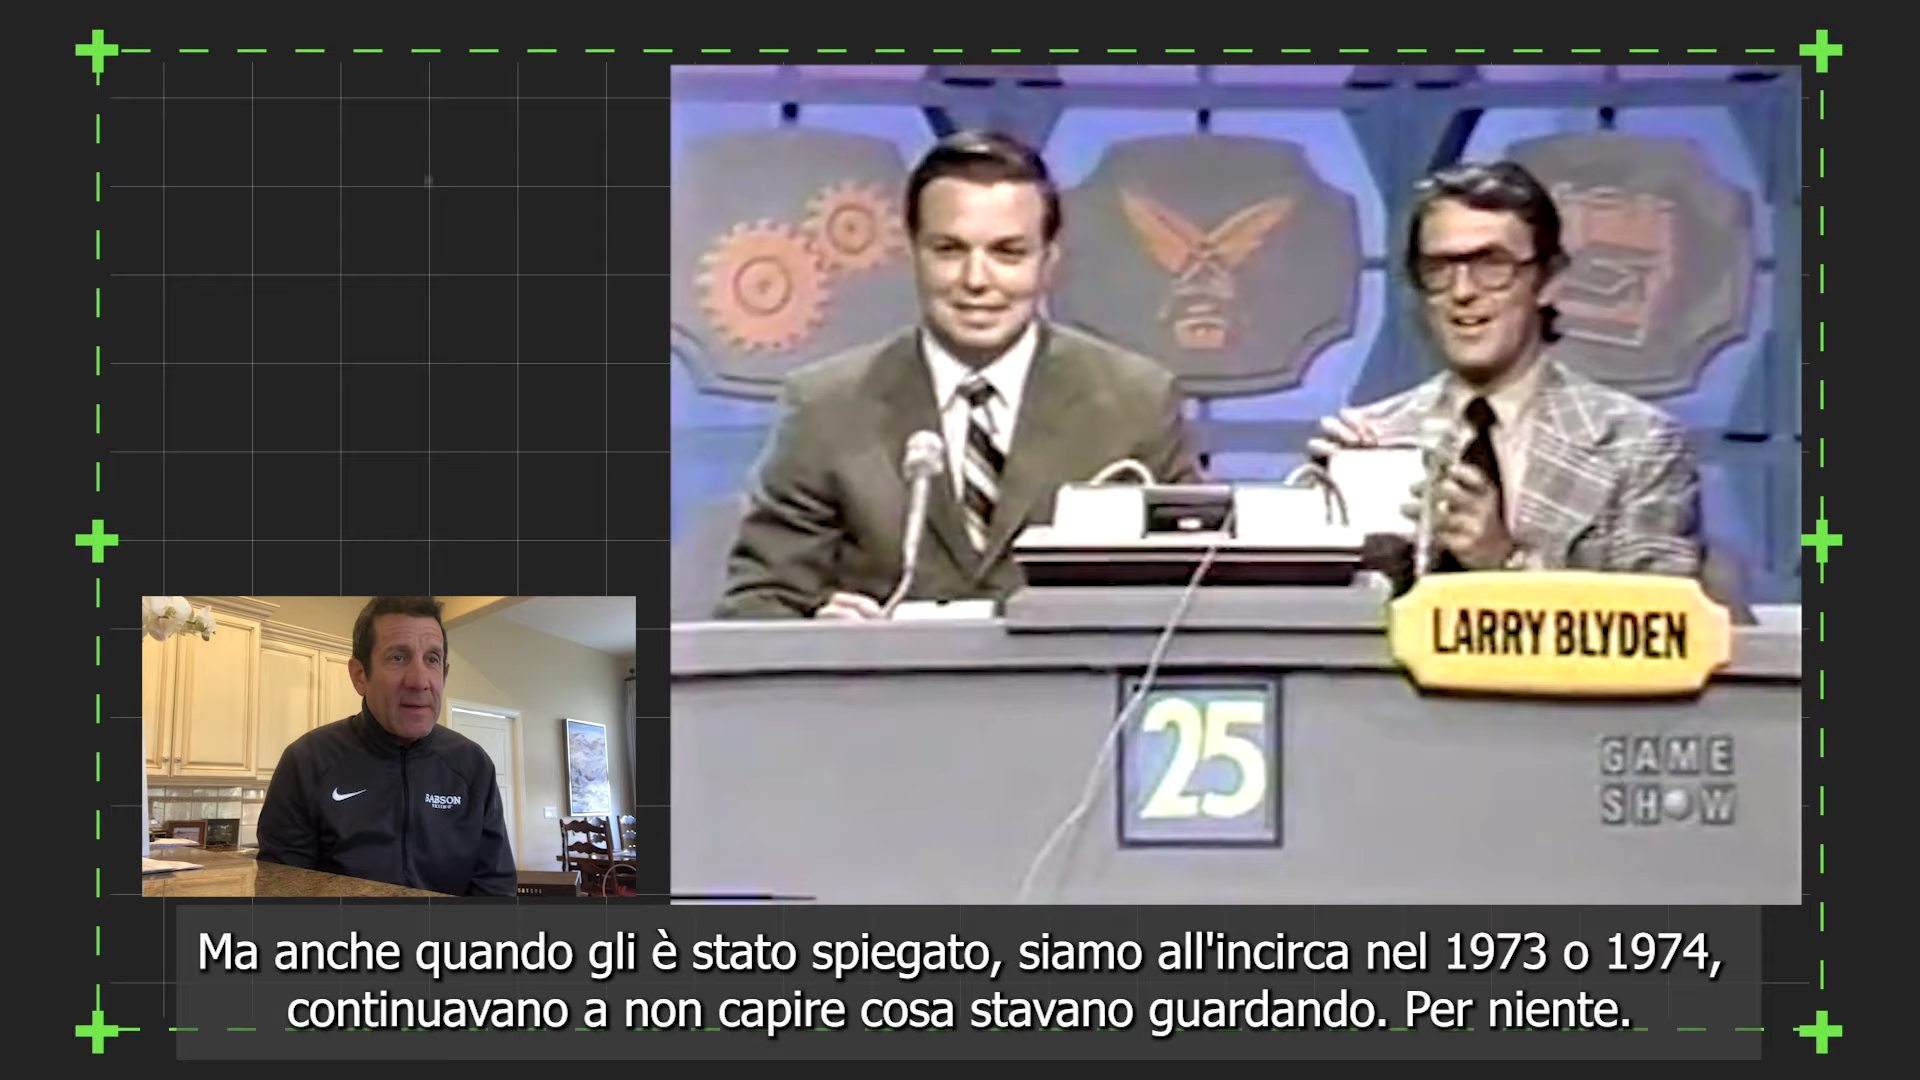 LARRY BLYDEN
25
GAME
SHOW
BABSON
Ma anche quando gli è stato spiegato, siamo all'incirca nel 1973 o 1974,
continuavano a non capire cosa stavano guardando. Per niente.